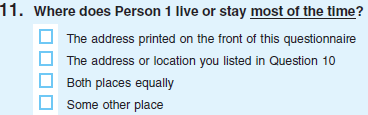 11. Where does Person 1 live or stay most of the time?
The address printed on the front of this questionnaire
The address or location you listed in Question 10
Both places equally
Some other place